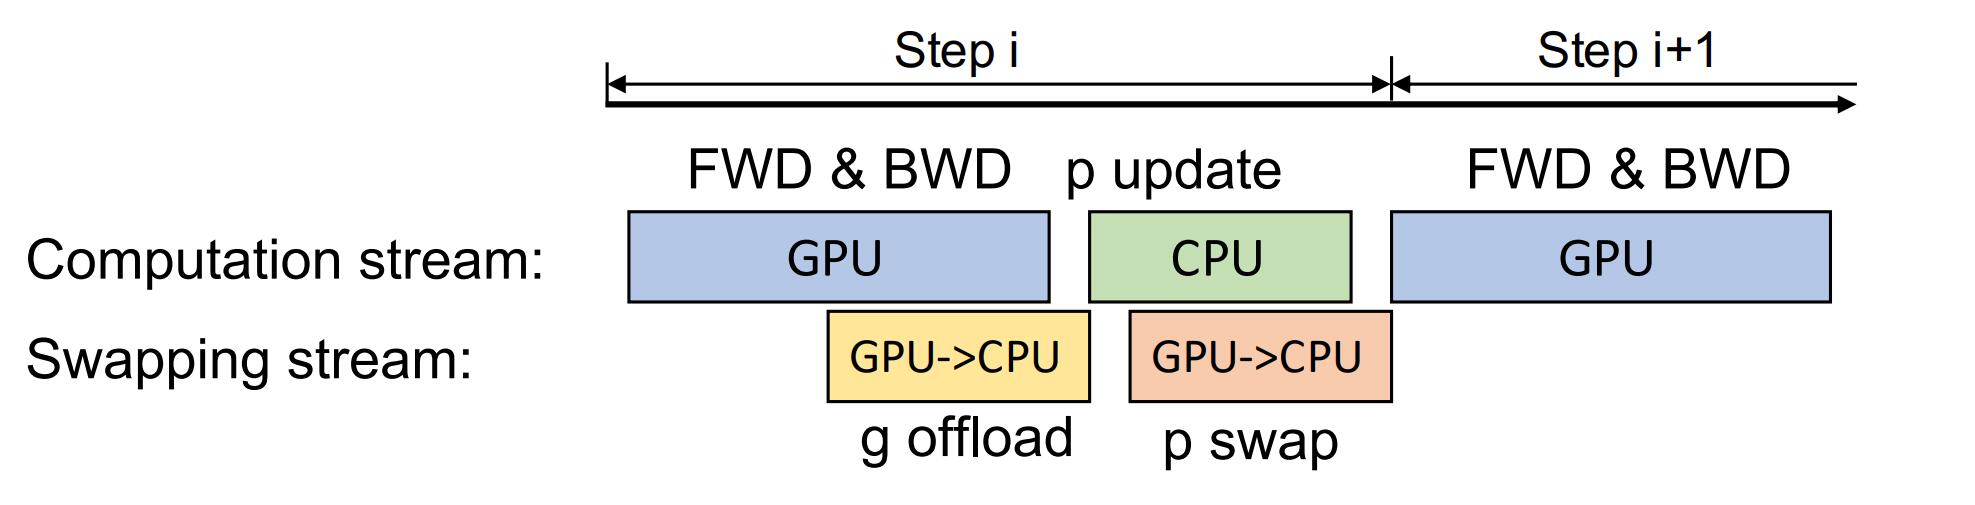 Step i
Step i+1
FWD & BWD
p update
FWD & BWD
Computation stream:
GPU
CPU
GPU
Swapping stream:
GPU->CPU
GPU->CPU
g offload
p swap